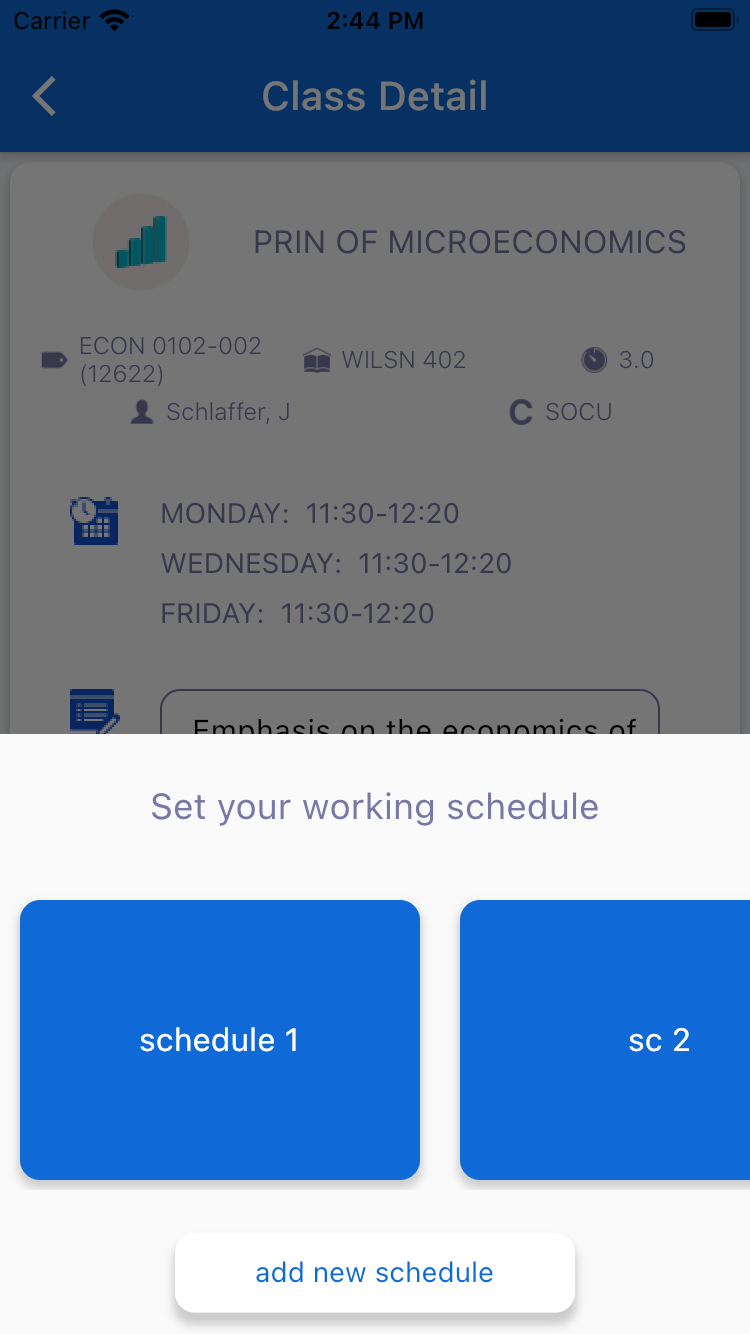 Carrier 2:44 PM
Class Detail
PRIN OF MICROECONOMICS
ECON 0102-002
(12622)
WILSN 402
3.0
Schlaffer, J
C SOCU
MONDAY: 11:30-12:20
WEDNESDAY: 11:30-12:20
FRIDAY: 11:30-12:20
Emphasis on the economics of
Set your working schedule
schedule 1
sc 2
add new schedule